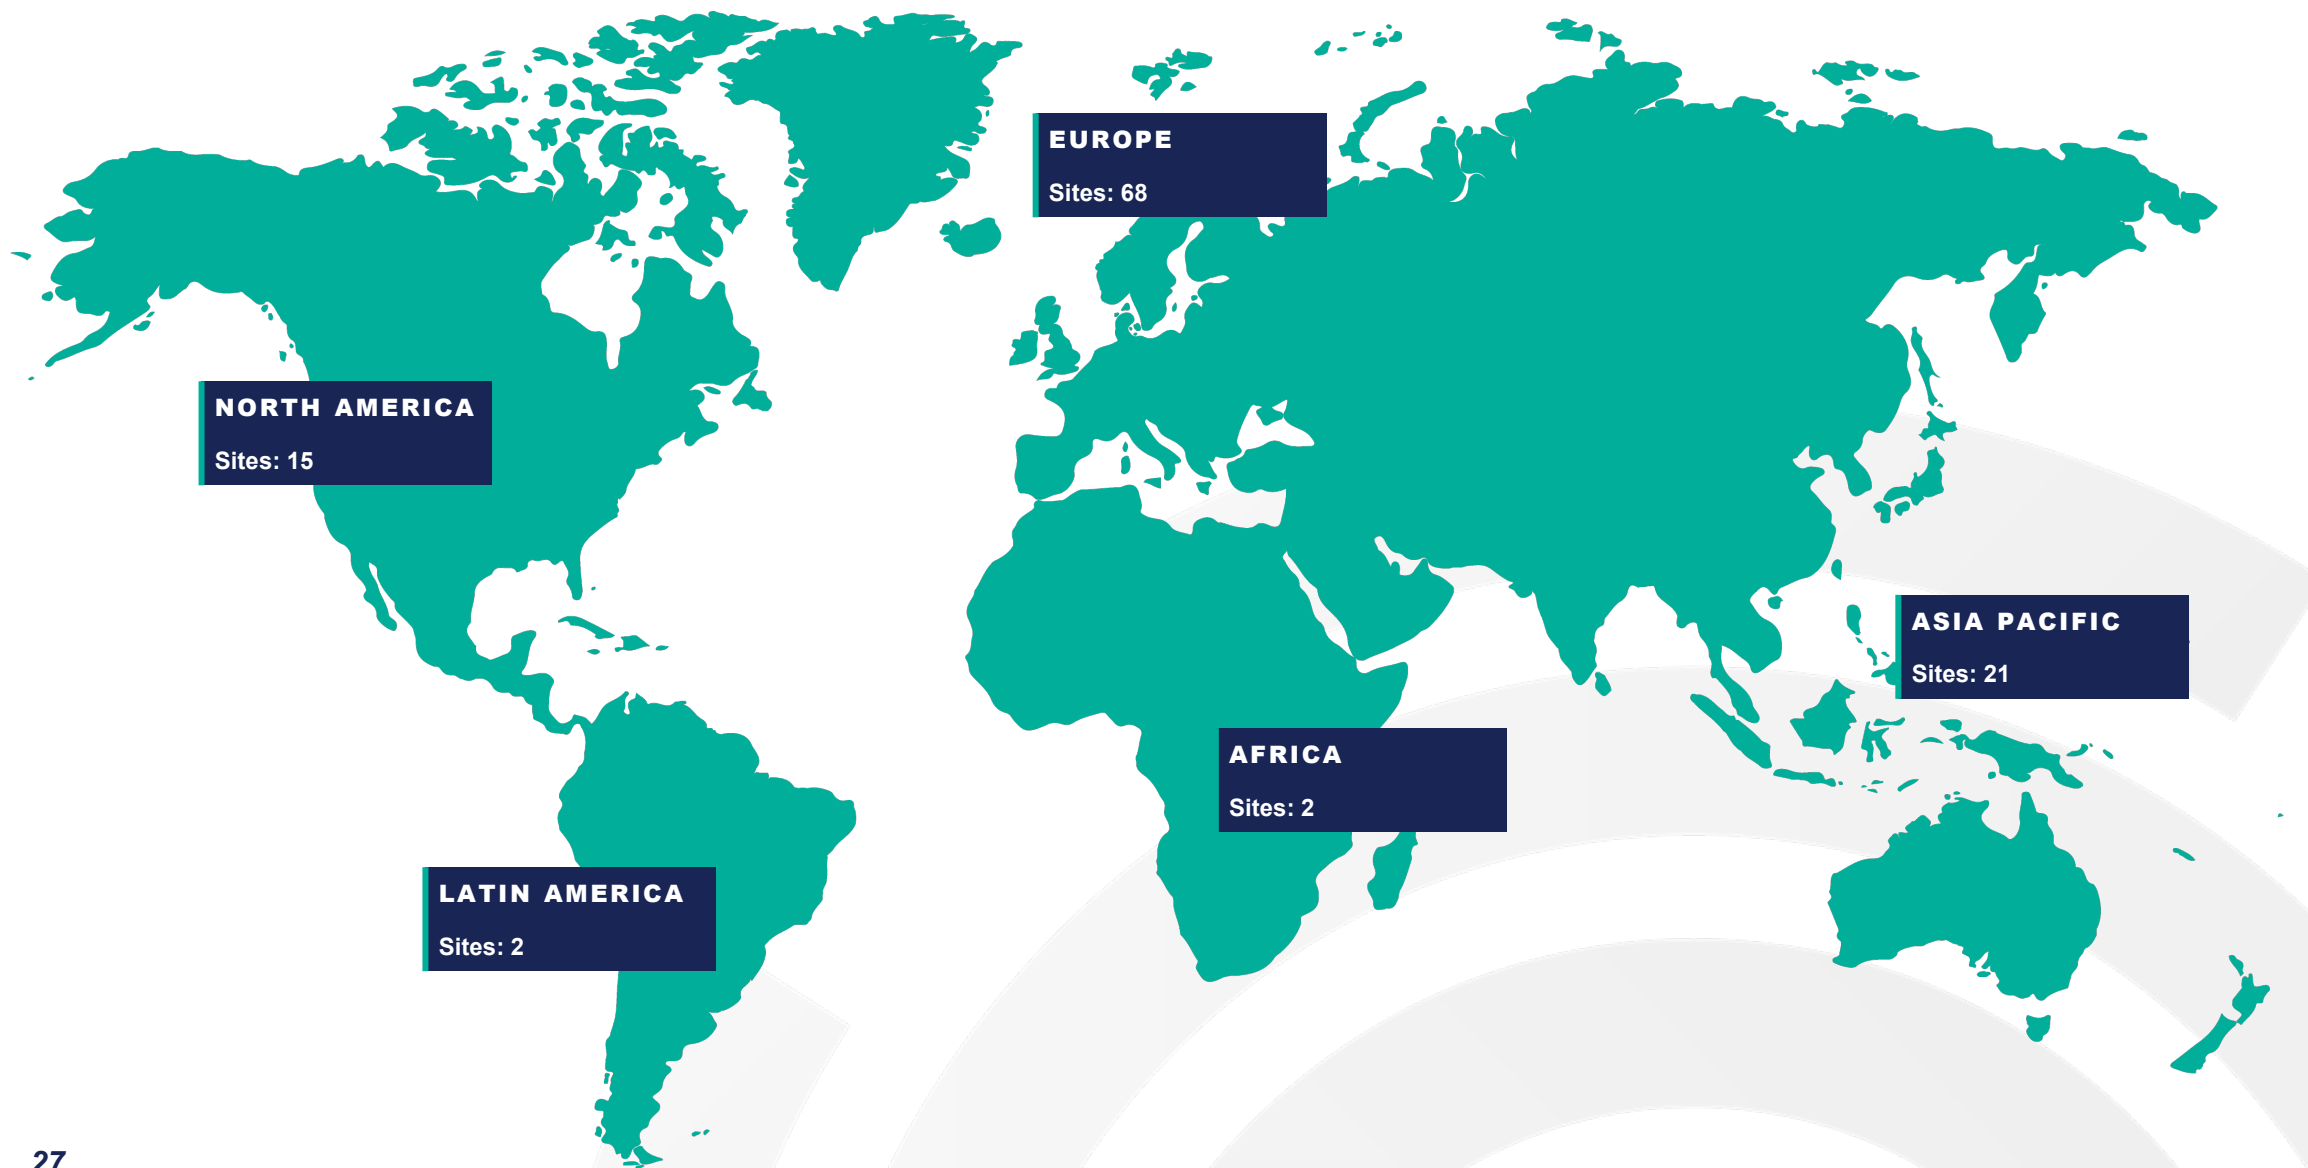 EUROPE
Sites: 68
NORTH AMERICA
Sites: 15
ASIA PACIFIC
Sites: 21
AFRICA
Sites: 2
LATIN AMERICA
Sites: 2
27